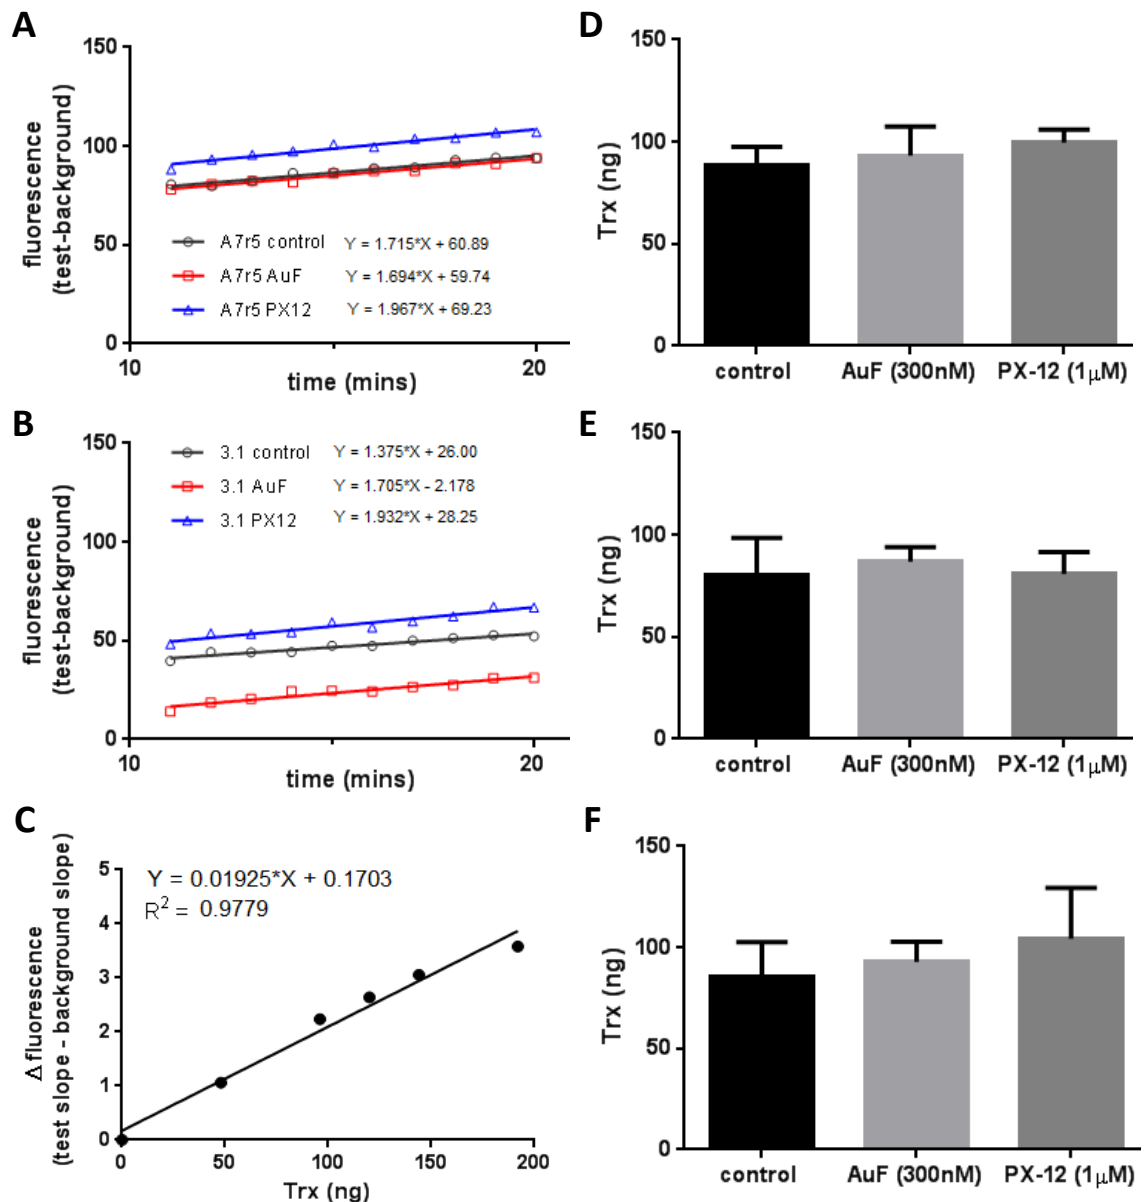 A
fluorescence
(test-background)
150
100
50
0
A7r5 control Y = 1.715*X + 60.89
A7r5 AuF Y = 1.694*X + 59.74
A7r5 PX12 Y = 1.967*X + 69.23
10
20
time (mins)
B
fluorescence
(test-background)
150
100
50
0
3.1 control Y = 1.375*X + 26.00
3.1 AuF Y = 1.705*X - 2.178
3.1 PX12 Y = 1.932*X + 28.25
10
20
time (mins)
C
Δ fluorescence
(test slope - background slope)
5
4
3
2
1
0
Y = 0.01925*X + 0.1703
R² = 0.9779
0
50
100
150
200
Trx (ng)
D
Trx (ng)
150
100
50
0
control
AuF (300nM)
PX-12 (1μM)
E
Trx (ng)
150
100
50
0
control
AuF (300nM)
PX-12 (1μM)
F
Trx (ng)
150
100
50
0
control
AuF (300nM)
PX-12 (1μM)